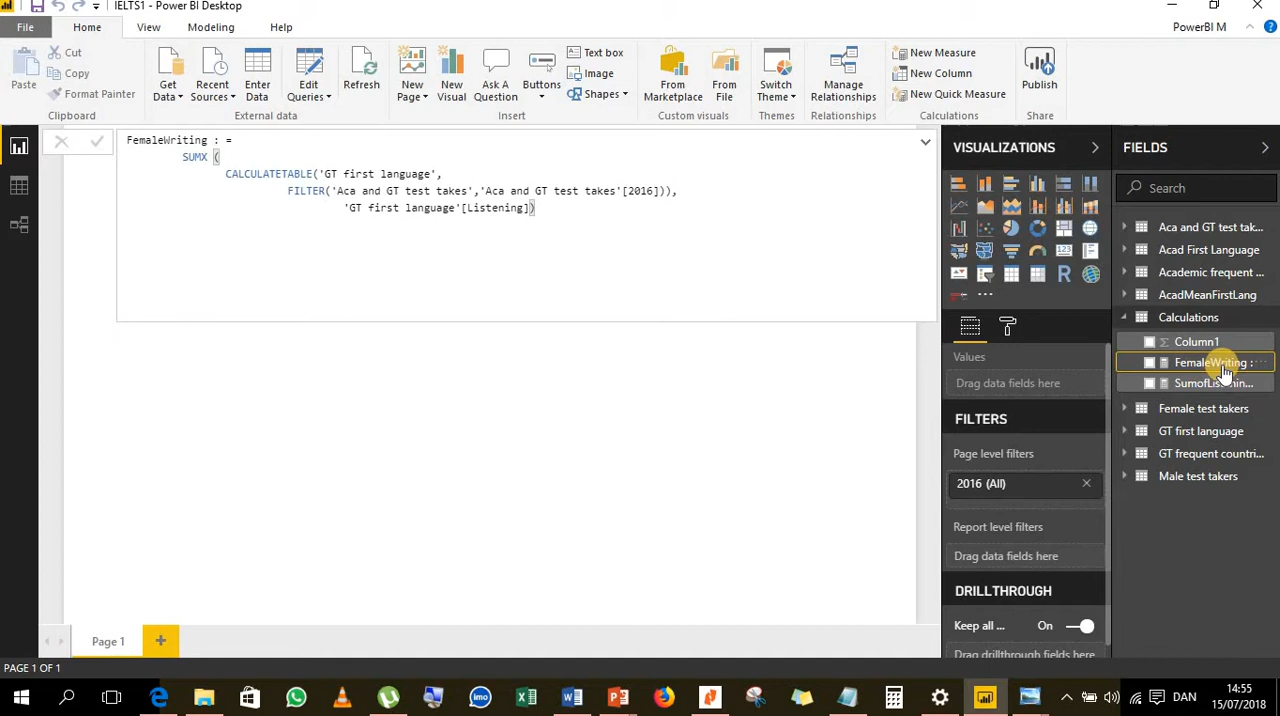 IELTS1 - Power BI Desktop
File Home View Modeling Help PowerBI M
Paste
Cut
Copy
Format Painter
Clipboard
Get Data
Recent Sources
Enter Data
External data
Edit Queries
Refresh
New Page
New Visual
Ask A Question
Buttons
Text box
Image
Shapes
Insert
From Marketplace
From File
Custom visuals
Switch Theme
Themes
Manage Relationships
Relationships
New Measure
New Column
New Quick Measure
Calculations
Publish
Share
FemaleWriting : =
SUMX (
CALCULATETABLE('GT first language',
FILTER('Aca and GT test takes','Aca and GT test takes'[2016])),
'GT first language'[Listening])
VISUALIZATIONS
R
123
Values
Drag data fields here
FILTERS
Page level filters
2016 (All)
Report level filters
Drag data fields here
DRILLTHROUGH
Keep all ... On
Drag drillthrough fields here
FIELDS
Search
Aca and GT test tak...
Acad First Language
Academic frequent ...
AcadMeanFirstLang
Calculations
Column1
FemaleWriting :
Female test takers
GT first language
GT frequent countri...
Male test takers
Page 1
PAGE 1 OF 1
imo
DAN
14:55
15/07/2018